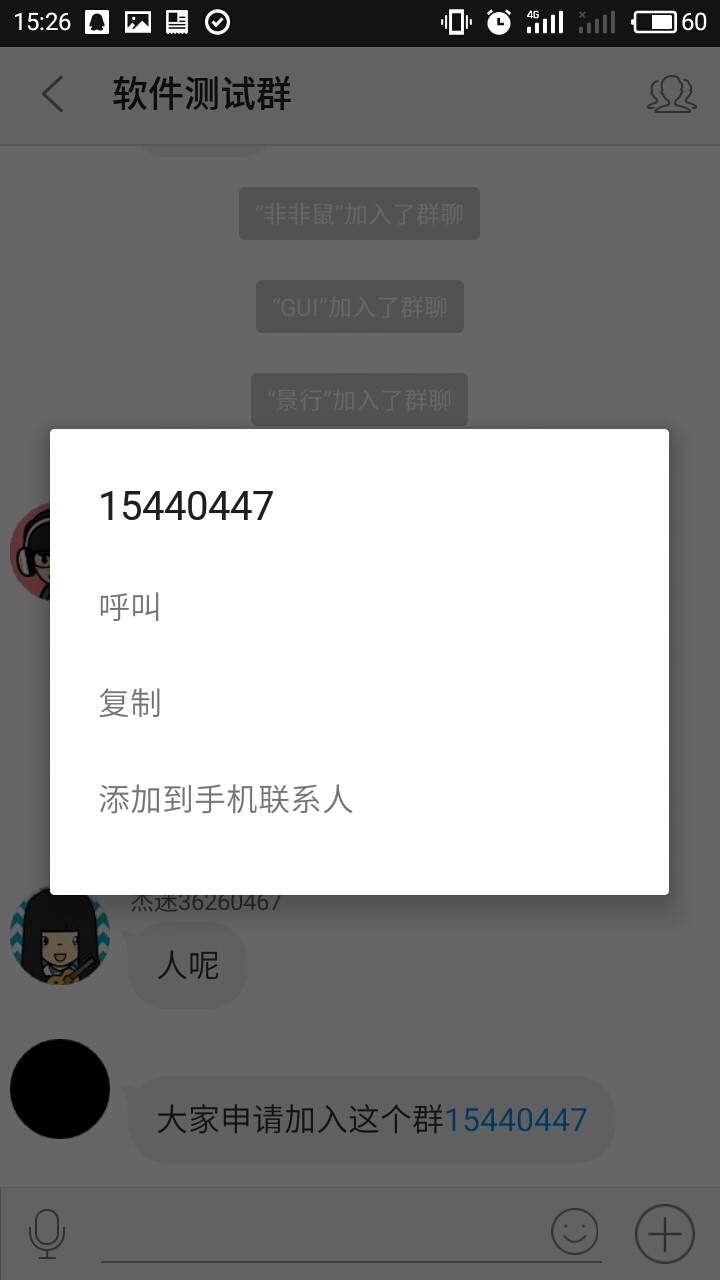 15:26
4G
60
软件测试群
“非非鼠”加入了群聊
“GUI”加入了群聊
“景行”加入了群聊
15440447
呼叫
复制
添加到手机联系人
杰迷36260467
人呢
大家申请加入这个群15440447